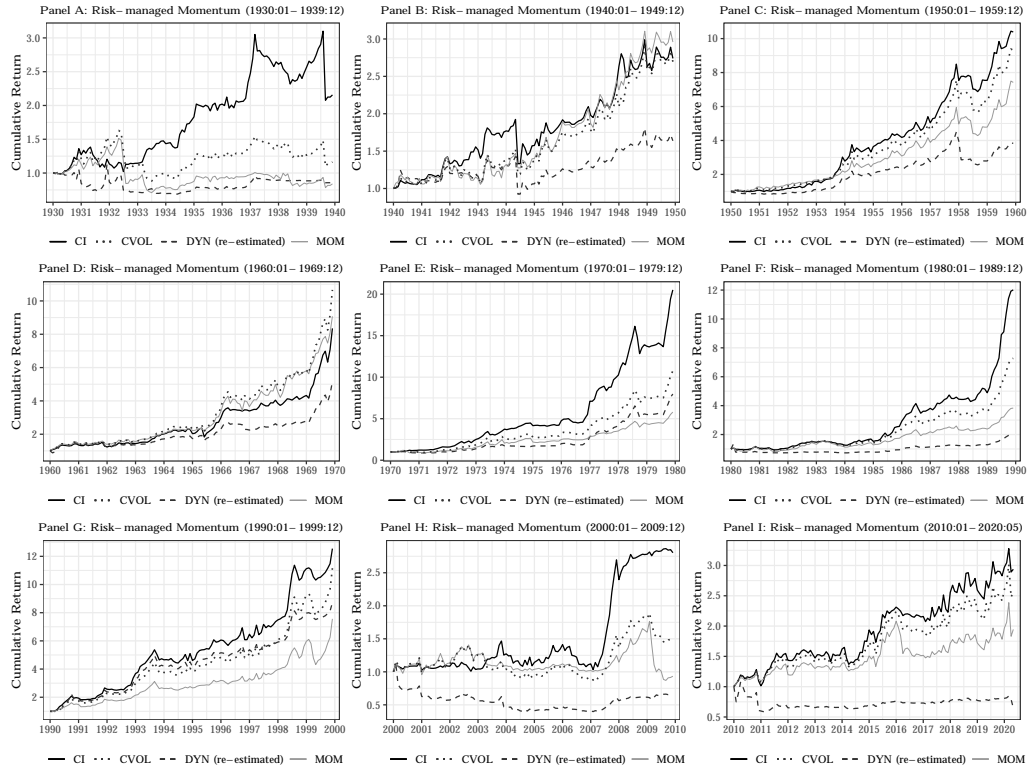 Panel A: Risk− managed Momentum (1930:01− 1939:12)
Cumulative Return
3.0
2.5
2.0
1.5
1.0
1930 1931 1932 1933 1934 1935 1936 1937 1938 1939 1940
CI CVOL DYN (re−estimated) MOM
Panel B: Risk− managed Momentum (1940:01− 1949:12)
Cumulative Return
3.0
2.5
2.0
1.5
1.0
1940 1941 1942 1943 1944 1945 1946 1947 1948 1949 1950
CI CVOL DYN (re−estimated) MOM
Panel C: Risk− managed Momentum (1950:01− 1959:12)
Cumulative Return
10
8
6
4
2
1950 1951 1952 1953 1954 1955 1956 1957 1958 1959 1960
CI CVOL DYN (re−estimated) MOM
Panel D: Risk− managed Momentum (1960:01− 1969:12)
Cumulative Return
10
8
6
4
2
1960 1961 1962 1963 1964 1965 1966 1967 1968 1969 1970
CI CVOL DYN (re−estimated) MOM
Panel E: Risk− managed Momentum (1970:01− 1979:12)
Cumulative Return
20
15
10
5
0
1970 1971 1972 1973 1974 1975 1976 1977 1978 1979 1980
CI CVOL DYN (re−estimated) MOM
Panel F: Risk− managed Momentum (1980:01− 1989:12)
Cumulative Return
12
10
8
6
4
2
1980 1981 1982 1983 1984 1985 1986 1987 1988 1989 1990
CI CVOL DYN (re−estimated) MOM
Panel G: Risk− managed Momentum (1990:01− 1999:12)
Cumulative Return
12
10
8
6
4
2
1990 1991 1992 1993 1994 1995 1996 1997 1998 1999 2000
CI CVOL DYN (re−estimated) MOM
Panel H: Risk− managed Momentum (2000:01− 2009:12)
Cumulative Return
2.5
2.0
1.5
1.0
0.5
2000 2001 2002 2003 2004 2005 2006 2007 2008 2009 2010
CI CVOL DYN (re−estimated) MOM
Panel I: Risk− managed Momentum (2010:01− 2020:05)
Cumulative Return
3.0
2.5
2.0
1.5
1.0
0.5
2010 2011 2012 2013 2014 2015 2016 2017 2018 2019 2020
CI CVOL DYN (re−estimated) MOM